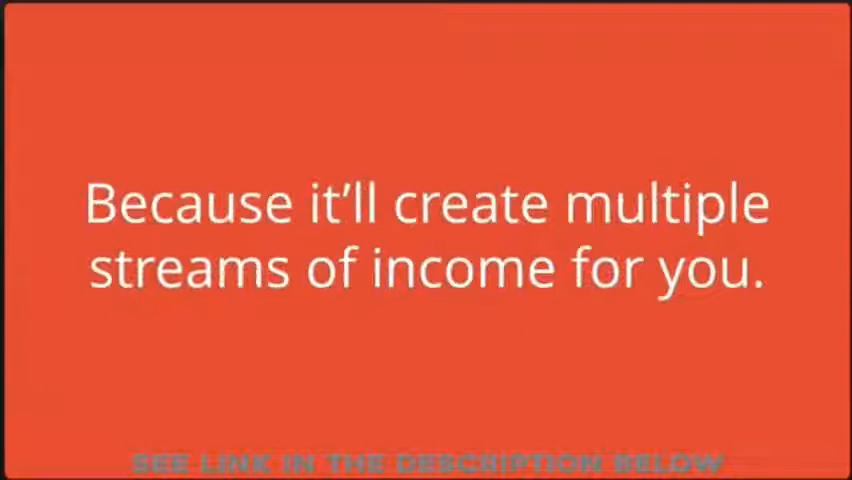 Because it’ll create multiple
streams of income for you.
SEE LINK IN THE DESCRIPTION BELOW